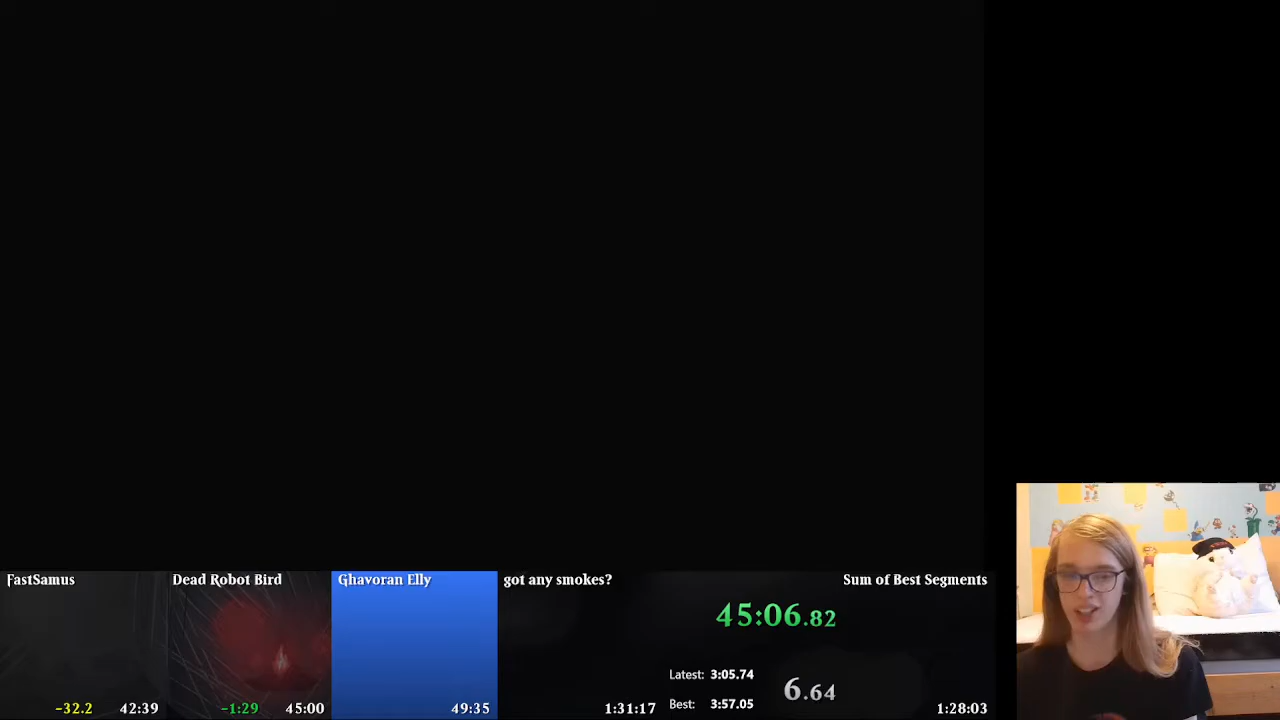 FastSamus
-32.2 42:39
Dead Robot Bird
-1:29 45:00
Ghavoran Elly
49:35
got any smokes?
1:31:17
45:06.82
Latest: 3:05.74
Best: 3:57.05
6.64
Sum of Best Segments
1:28:03